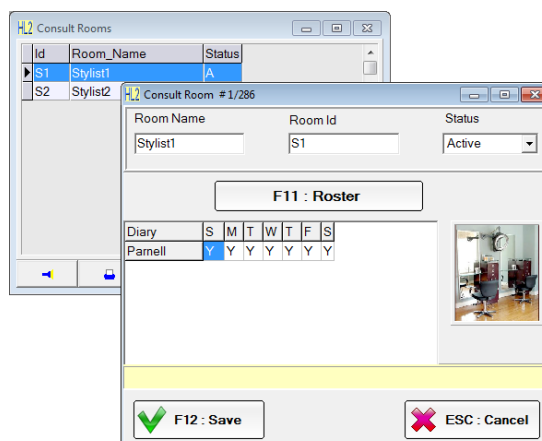 HL2 Consult Rooms
Id Room_Name Status
S1 Stylist1 A
S2 Stylist2
HL2 Consult Room # 1/286
Room Name Room Id Status
Stylist1 S1 Active
F11 : Roster
Diary S M T W T F S
Parnell Y Y Y Y Y Y Y
F12 : Save ESC : Cancel